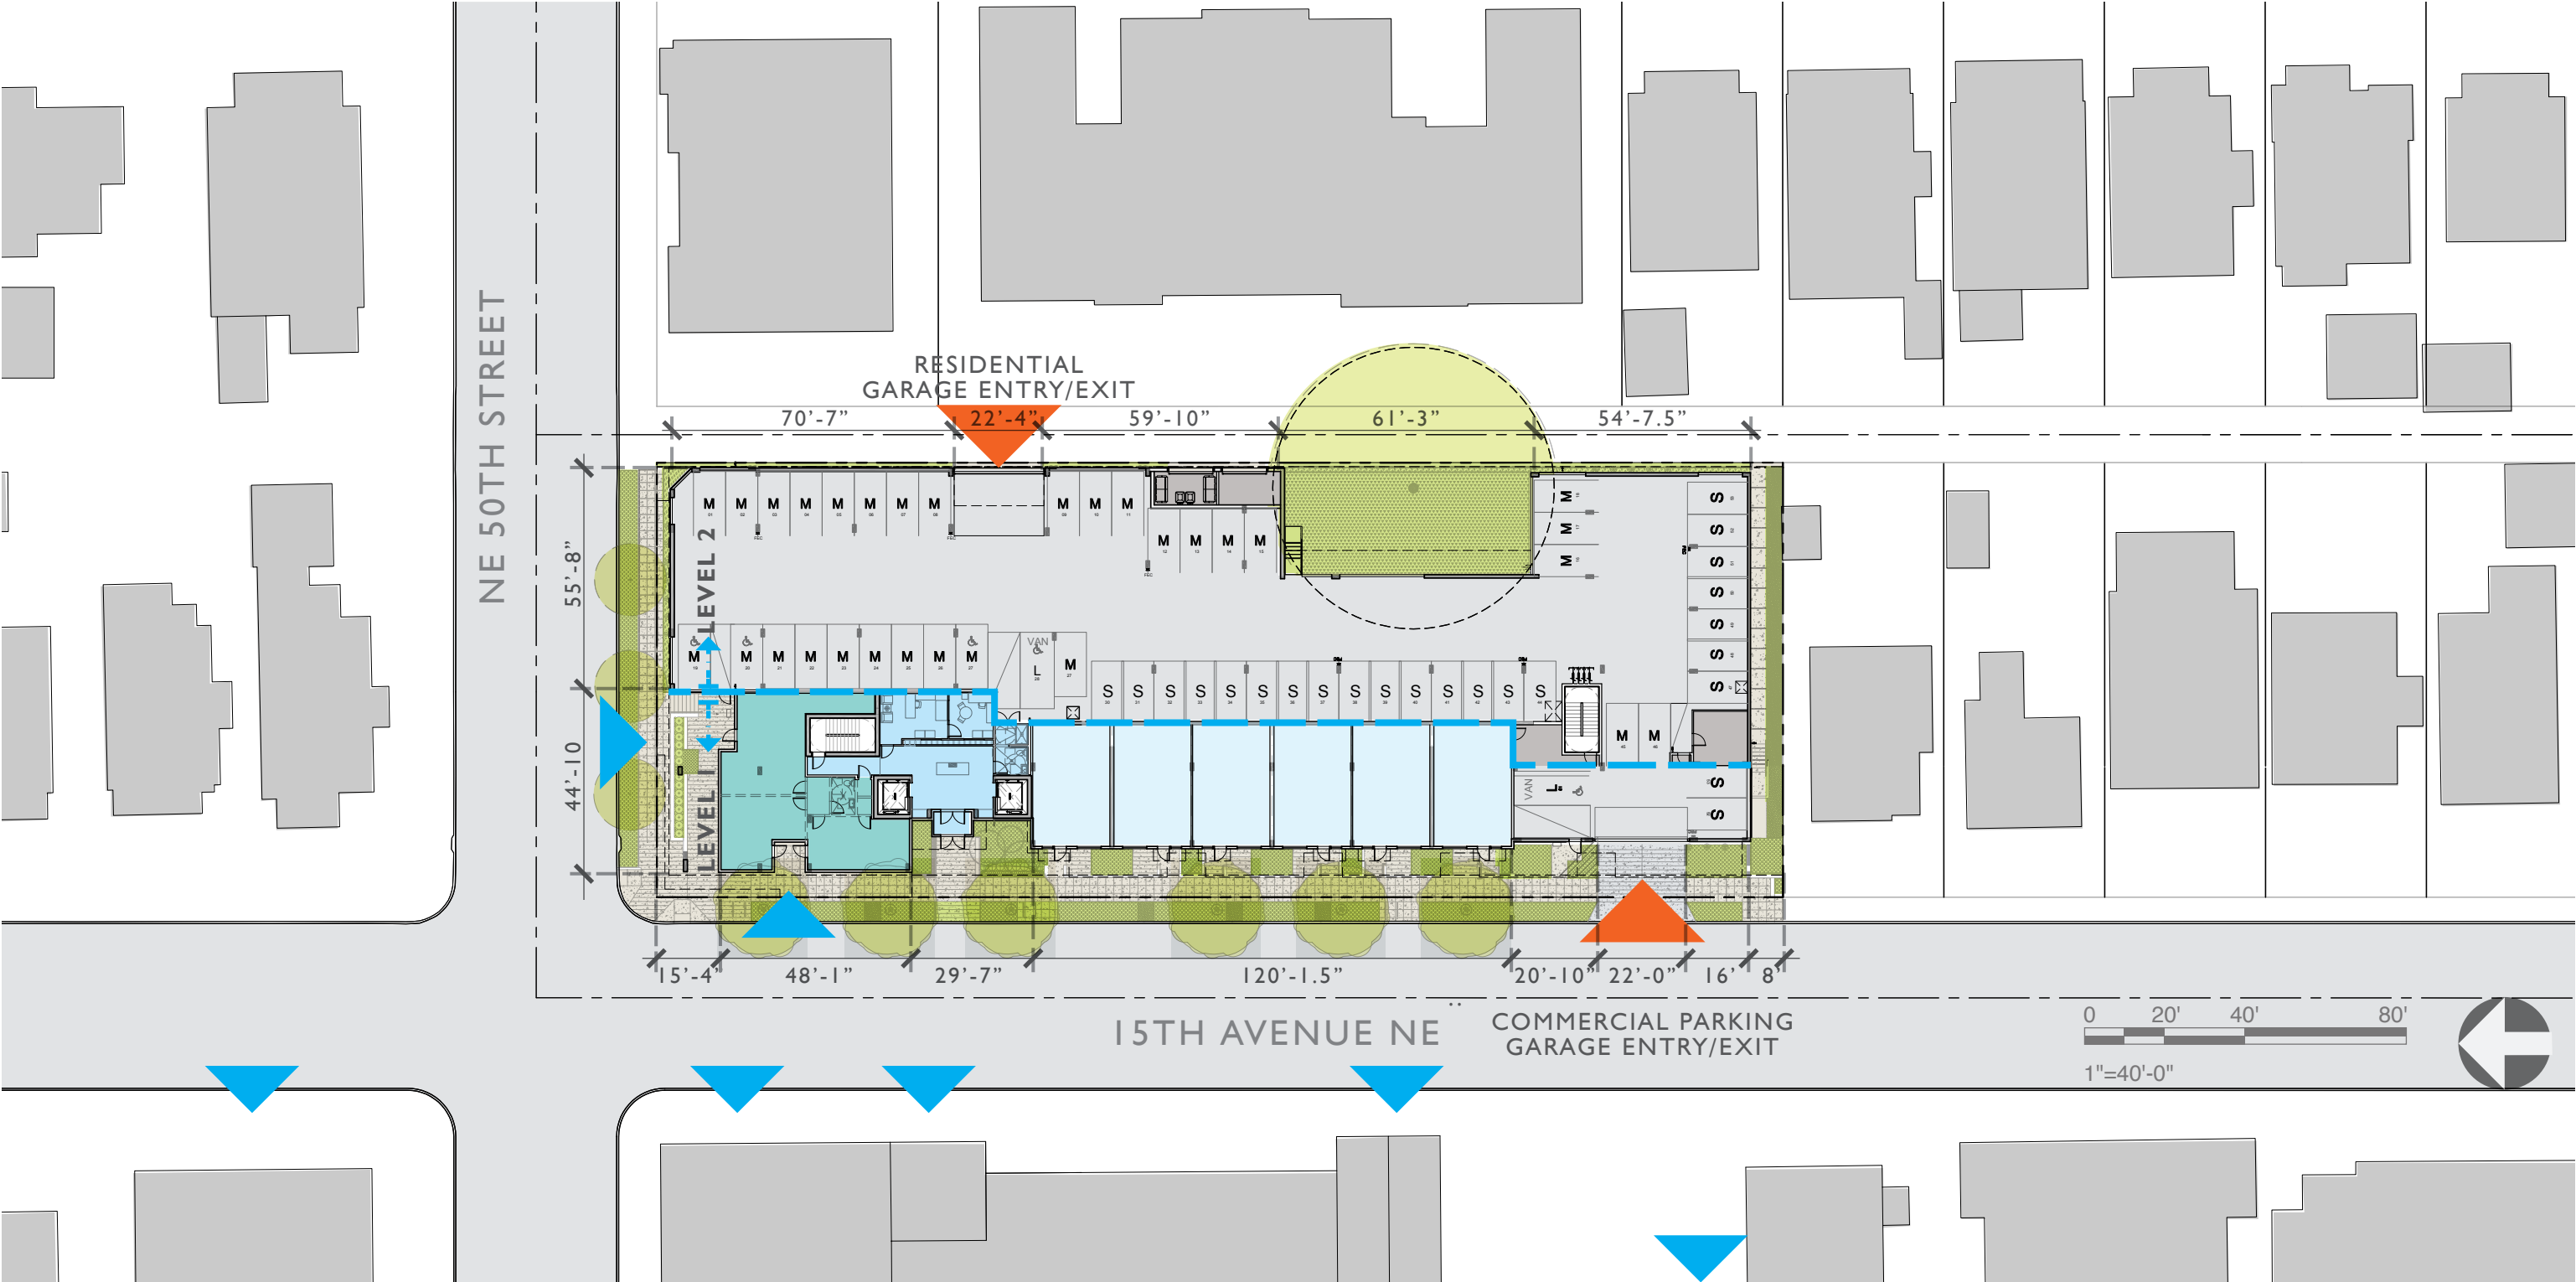 RESIDENTIAL
GARAGE ENTRY/EXIT
70'-7" 22'-4" 59'-10" 61'-3" 54'-7.5"
NE 50TH STREET
55'-8"
44'-10
LEVEL 2
LEVEL 1
M M M M M M M M M M M
M M M M
M
M
M
S
S
S
S
S
S
S
M M M M M M M M M
VAN
L
M
S S S S S S S S S S S S S S S
M M
VAN
L
S
S
15'-4" 48'-1" 29'-7" 120'-1.5" 20'-10" 22'-0" 16' 8'
15TH AVENUE NE
COMMERCIAL PARKING
GARAGE ENTRY/EXIT
0 20' 40' 80'
1"=40'-0"